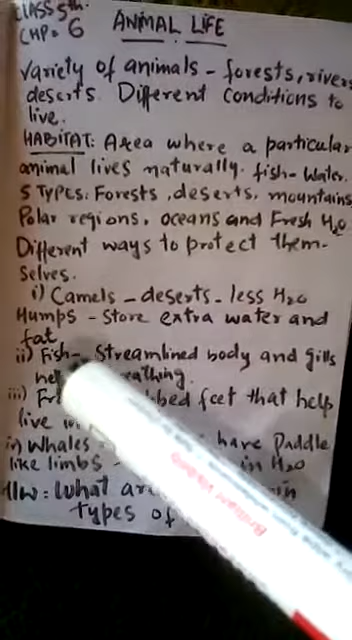 CLASS 5th.
CHP= 6 ANIMAL LIFE
Variety of animals - forests, rivers
deserts. Different conditions to
live.
HABITAT: Area where a particular
animal lives naturally. fish - Water.
5 TYPES: Forests, deserts, mountains
Polar regions, oceans and Fresh H2O
Different ways to protect them-
selves.
i) Camels - deserts - less H2O
Humps - Store extra water and
fat
ii) Fish - Streamlined body and gills
iii) feet that help
live
iv) Whales have Paddle
like limbs - in H2O
HW: What are
types of
Brilliant